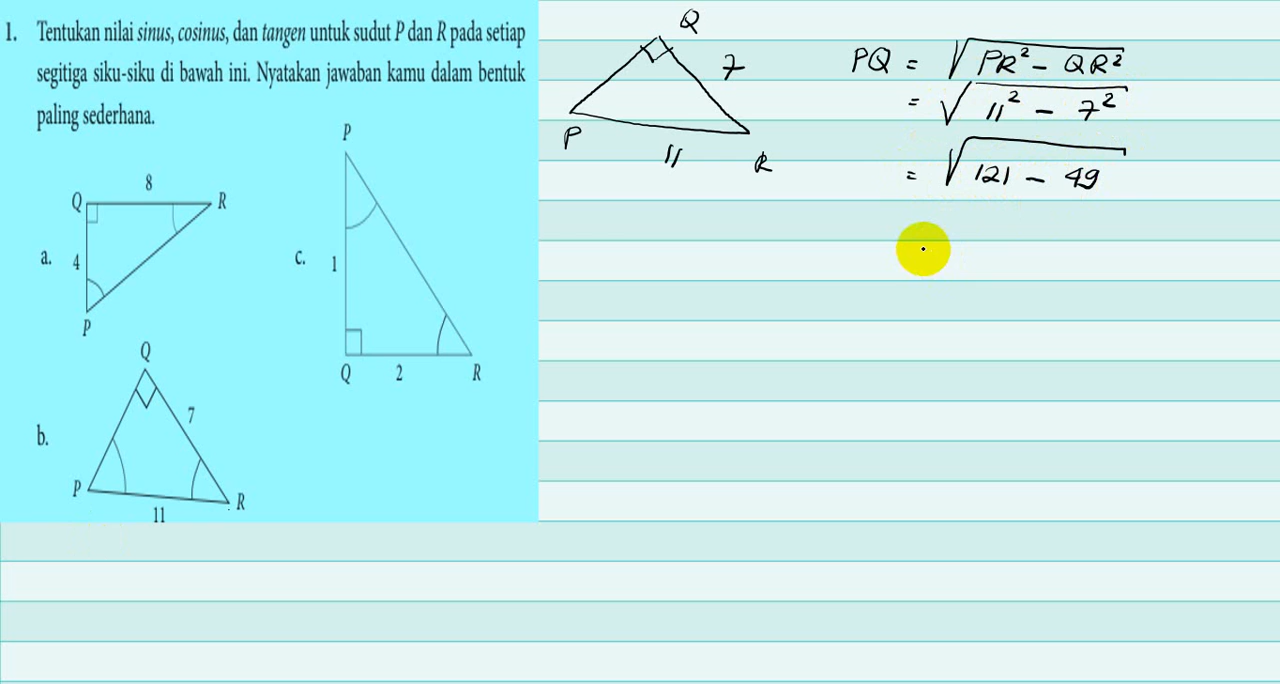 1. Tentukan nilai sinus, cosinus, dan tangen untuk sudut P dan R pada setiap
segitiga siku-siku di bawah ini. Nyatakan jawaban kamu dalam bentuk
paling sederhana.
a.
Q
8
R
4
P
b.
Q
7
P
11
R
c.
P
1
Q
2
R
Q
7
P
11
R
PQ = √PR² - QR²
= √11² - 7²
= √121 - 49